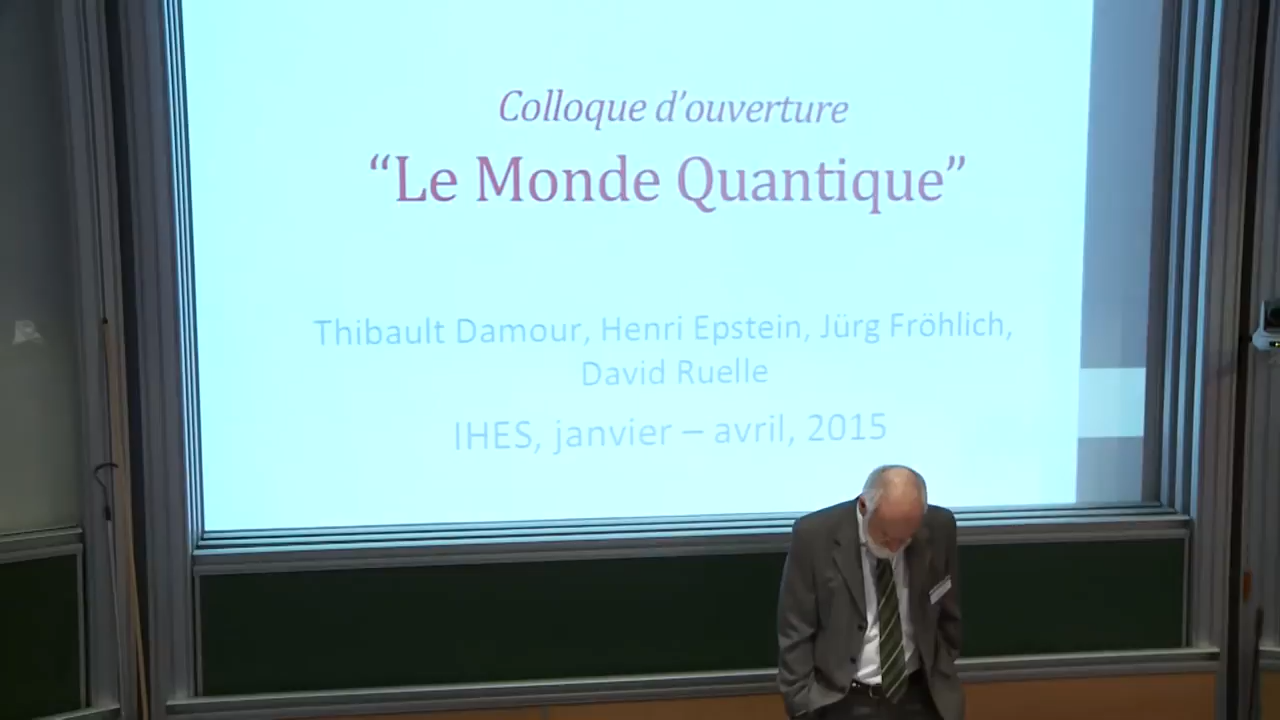 Colloque d'ouverture
“Le Monde Quantique”
Thibault Damour, Henri Epstein, Jürg Fröhlich,
David Ruelle
IHES, janvier – avril, 2015